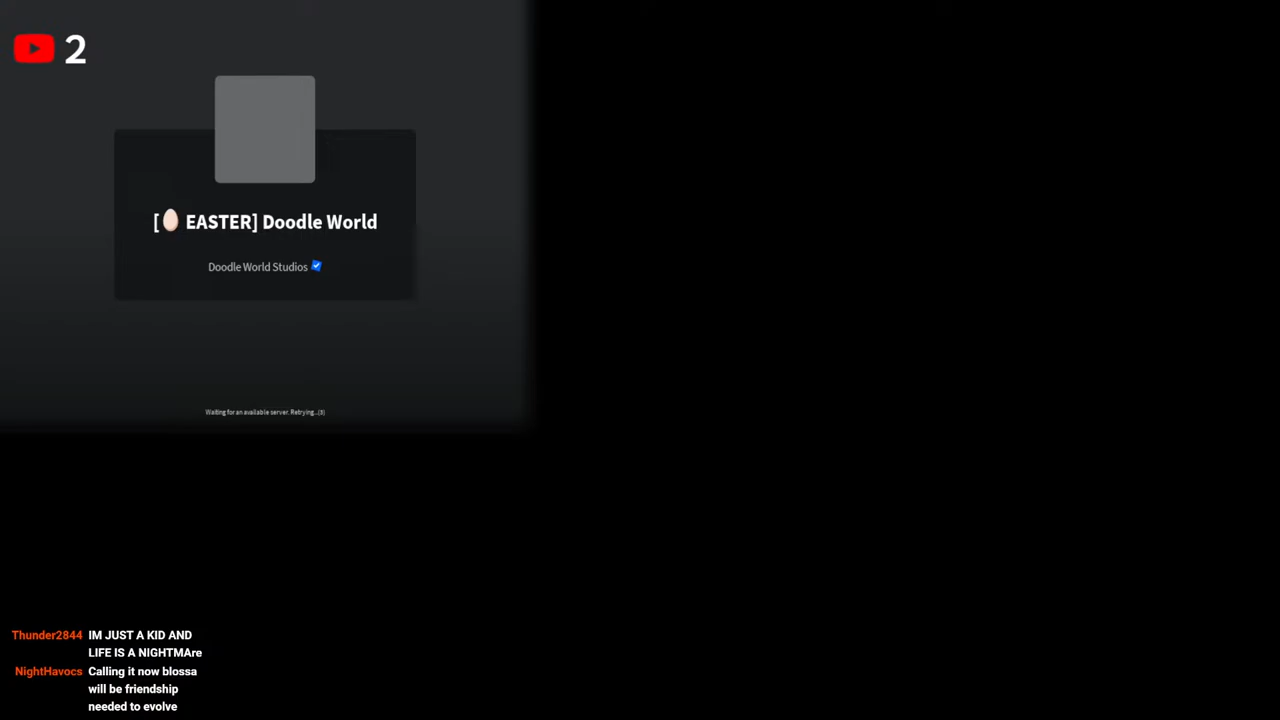 2
[🥚 EASTER] Doodle World
Doodle World Studios
Waiting for an available server. Retrying...(3)
Thunder2844 IM JUST A KID AND
LIFE IS A NIGHTMAre
NightHavocs Calling it now blossa
will be friendship
needed to evolve